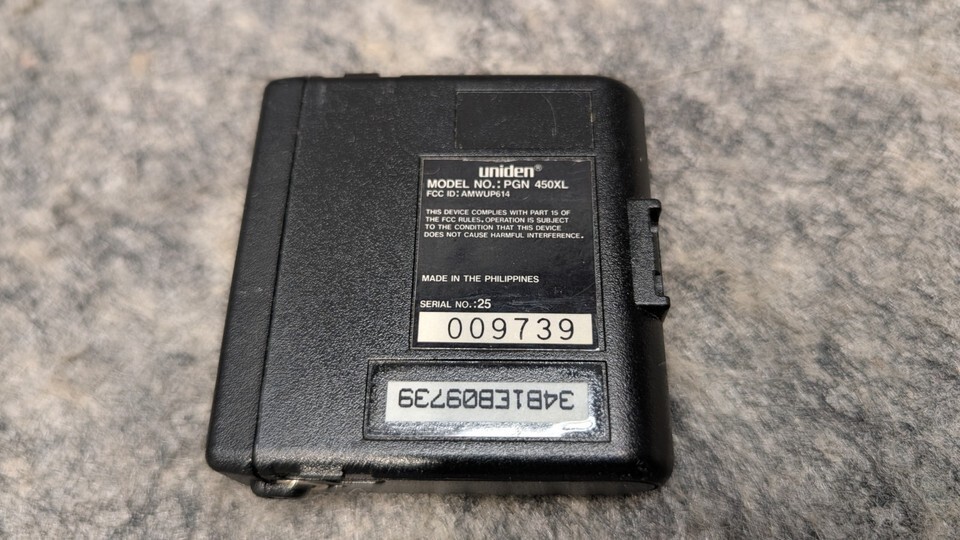 uniden®
MODEL NO.: PGN 450XL
FCC ID: AMWUP614
THIS DEVICE COMPLIES WITH PART 15 OF
THE FCC RULES. OPERATION IS SUBJECT
TO THE CONDITION THAT THIS DEVICE
DOES NOT CAUSE HARMFUL INTERFERENCE.
MADE IN THE PHILIPPINES
SERIAL NO.:25
009739
34B1EB09739